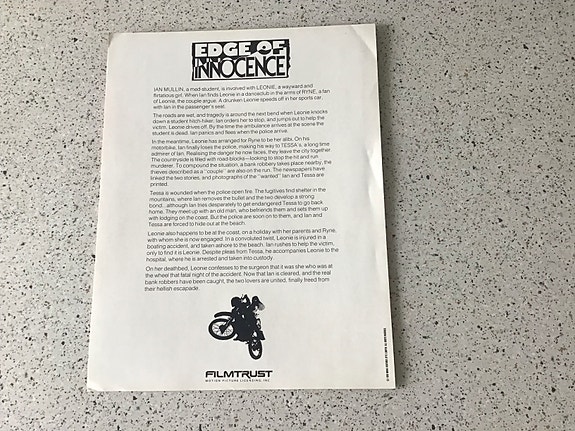 EDGE OF
INNOCENCE
IAN MULLIN, a med-student, is involved with LEONIE, a wayward and
flirtatious girl. When Ian finds Leonie in a danceclub in the arms of RYNE, a fan
of Leonie, the couple argue. A drunken Leonie speeds off in her sports car,
with Ian in the passenger's seat.
The roads are wet, and tragedy is around the next bend when Leonie knocks
down a student hitch-hiker. Ian orders her to stop, and jumps out to help the
victim. Leonie drives off. By the time the ambulance arrives at the scene the
student is dead. Ian panics and flees when the police arrive.
In the meantime, Leonie has arranged for Ryne to be her alibi. On his
motorbike, Ian finally loses the police, making his way to TESSA's, a long time
admirer of Ian. Realising the danger he now faces, they leave the city together.
The countryside is filled with road-blocks—looking to stop the hit and run
murderer. To compound the situation, a bank robbery takes place nearby, the
thieves described as a "couple" are also on the run. The newspapers have
linked the two stories, and photographs of the "wanted" Ian and Tessa are
printed.
Tessa is wounded when the police open fire. The fugitives find shelter in the
mountains, where Ian removes the bullet and the two develop a strong
bond...although Ian tries desperately to get endangered Tessa to go back
home. They meet up with an old man, who befriends them and sets them up
with lodging on the coast. But the police are soon on to them, and Ian and
Tessa are forced to hide out at the beach.
Leonie also happens to be at the coast, on a holiday with her parents and Ryne,
with whom she is now engaged. In a convoluted twist, Leonie is injured in a
boating accident, and taken ashore to the beach. Ian rushes to help the victim,
only to find it is Leonie. Despite pleas from Tessa, he accompanies Leonie to the
hospital, where he is arrested and taken into custody.
On her deathbed, Leonie confesses to the surgeon that it was she who was at
the wheel that fatal night of the accident. Now that Ian is cleared, and the real
bank robbers have been caught, the two lovers are united, finally freed from
their hellish escapade.
FILMTRUST
MOTION PICTURE LICENSING, INC.